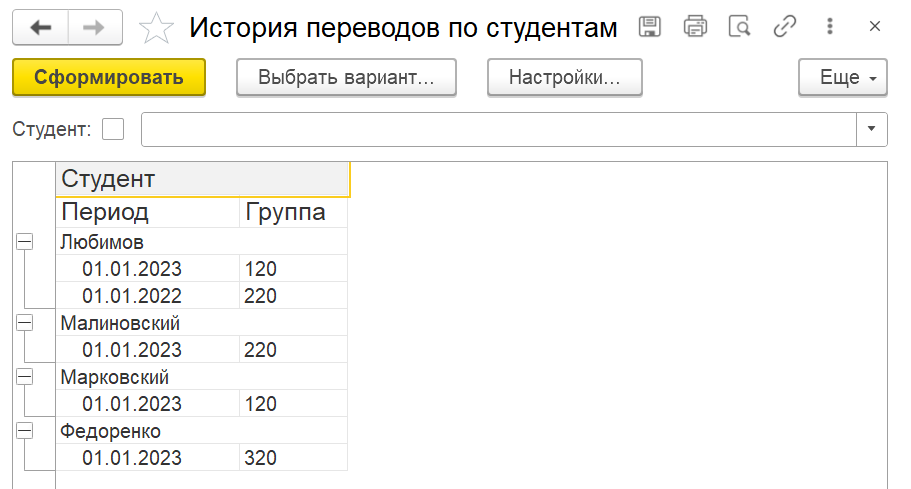 История переводов по студентам
Сформировать Выбрать вариант... Настройки... Еще
Студент:
Студент
Период Группа
Любимов
01.01.2023 120
01.01.2022 220
Малиновский
01.01.2023 220
Марковский
01.01.2023 120
Федоренко
01.01.2023 320